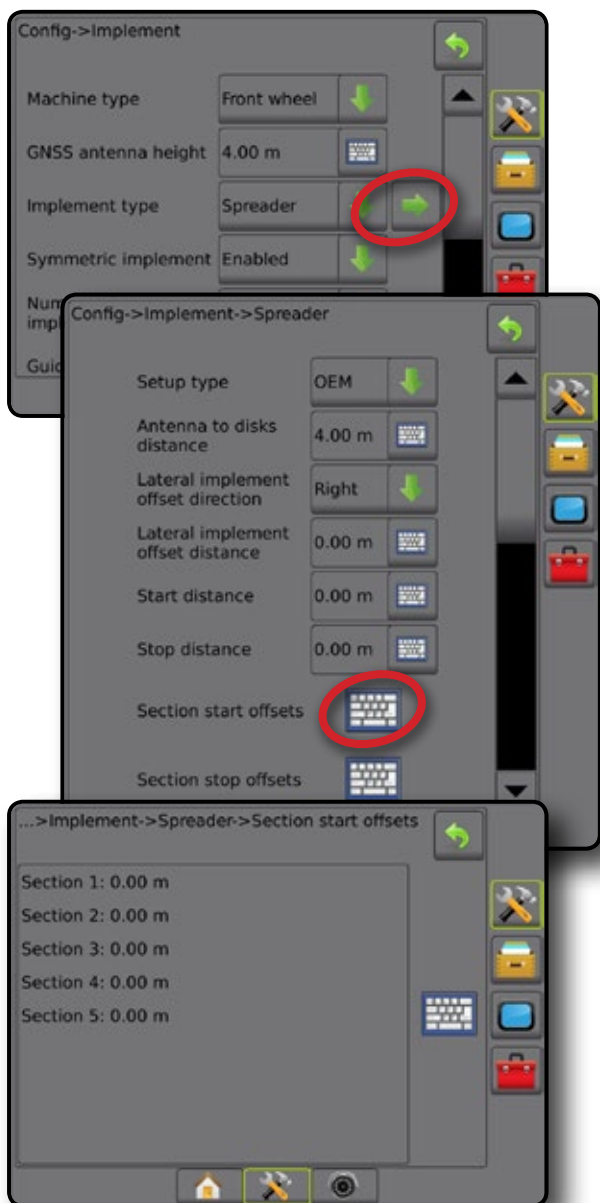 Config->Implement
Machine type Front wheel
GNSS antenna height 4.00 m
Implement type Spreader
Symmetric implement Enabled
Num
impl
Guid
Config->Implement->Spreader
Setup type OEM
Antenna to disks
distance 4.00 m
Lateral implement
offset direction Right
Lateral implement
offset distance 0.00 m
Start distance 0.00 m
Stop distance 0.00 m
Section start offsets
Section stop offsets
...>Implement->Spreader->Section start offsets
Section 1: 0.00 m
Section 2: 0.00 m
Section 3: 0.00 m
Section 4: 0.00 m
Section 5: 0.00 m